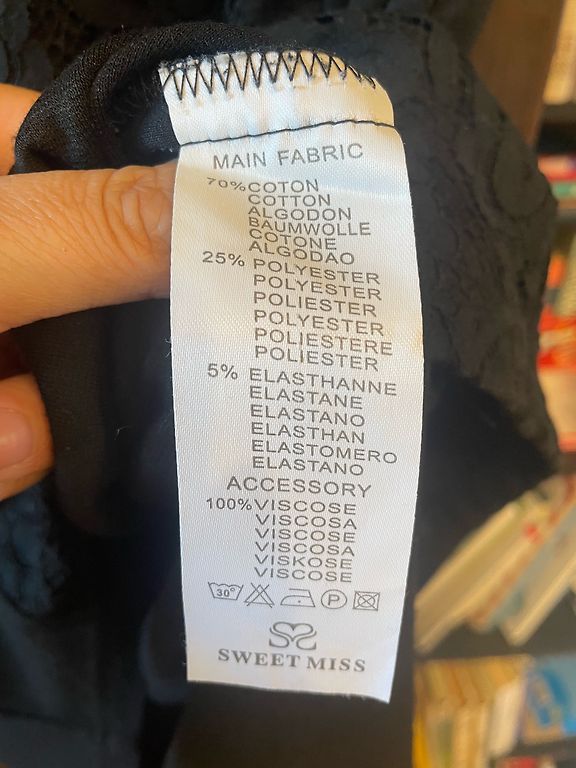 MAIN FABRIC
70%COTON
COTTON
ALGODON
BAUMWOLLE
COTONE
ALGODAO
25% POLYESTER
POLYESTER
POLIESTER
POLYESTER
POLIESTERE
POLIESTER
5% ELASTHANNE
ELASTANE
ELASTANO
ELASTHAN
ELASTOMERO
ELASTANO
ACCESSORY
100%VISCOSE
VISCOSA
VISCOSE
VISCOSA
VISKOSE
VISCOSE
30° P
SWEET MISS